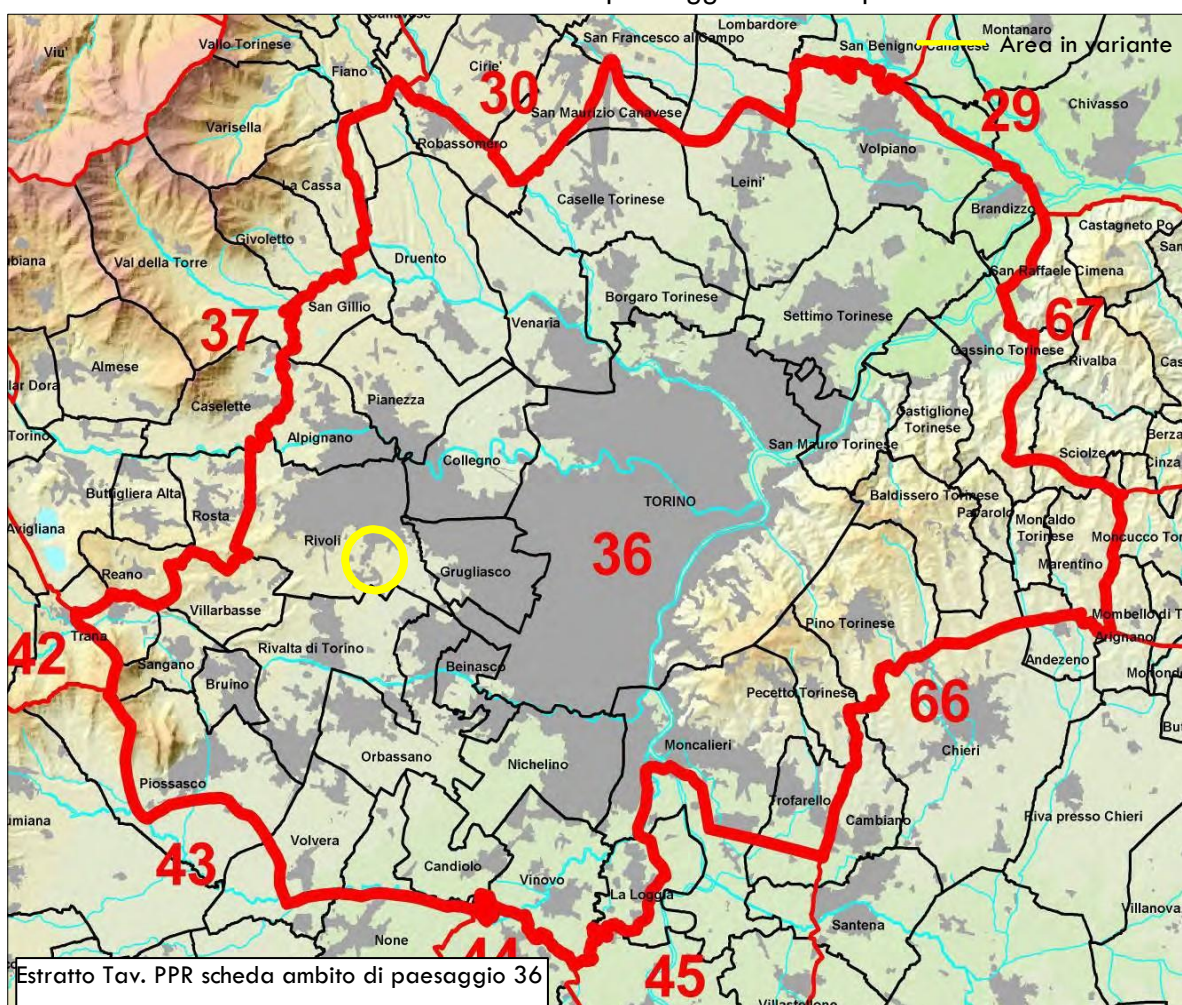 Viu'
Vallo Torinese
Lombardore
Montanaro
San Francesco al Campo
San Benigno Canavese
Area in variante
Cirie'
Fiano
30
29
Chivasso
San Maurizio Canavese
Varisella
Robassomero
Volpiano
La Cassa
Leini'
Caselle Torinese
Brandizzo
Castagneto Po
Givoletto
Val della Torre
Druento
San Raffaele Cimena
San Gillio
Borgaro Torinese
Settimo Torinese
37
Venaria
67
Gassino Torinese
Rivalba
Almese
Pianezza
Caselette
Castiglione Torinese
Alpignano
San Mauro Torinese
Collegno
Sciolze
Buttigliera Alta
TORINO
Baldissero Torinese
Pavarolo
Rosta
Avigliana
Montaldo Torinese
Rivoli
36
Moncucco Tor
Grugliasco
Marentino
Reano
Villarbasse
Pino Torinese
Mombello di T
42
Trana
Arignano
Rivalta di Torino
Andezeno
Sangano
Beinasco
Bruino
Pecetto Torinese
66
Moncalieri
Chieri
Orbassano
Nichelino
Piossasco
Trofarello
Cambiano
Riva presso Chieri
Volvera
43
Candiolo
Vinovo
La Loggia
Villanova
Santena
None
44
45
Villastellone
Estratto Tav. PPR scheda ambito di paesaggio 36